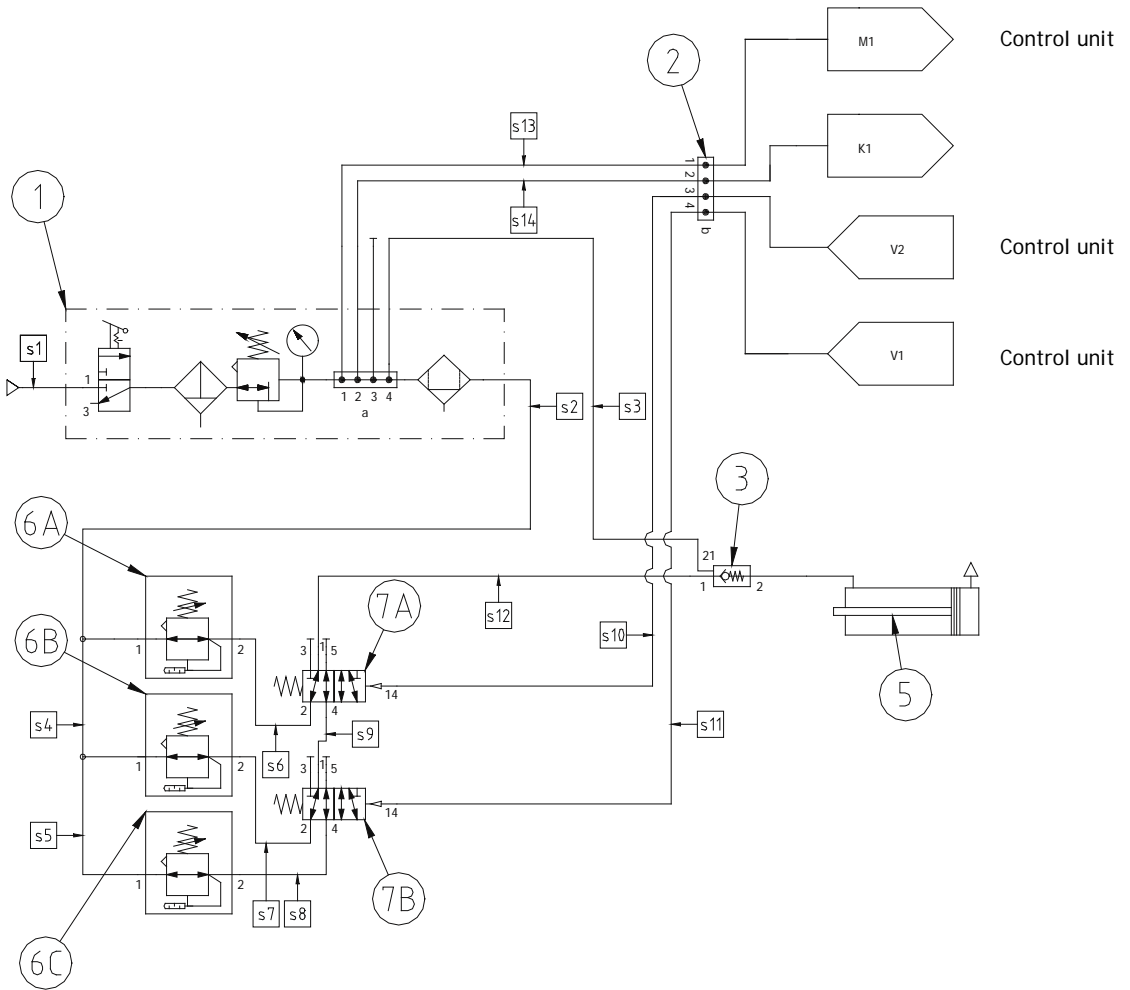 M1 Control unit
2
s13
K1
1
2
3
4
b
1
s14
V2 Control unit
s1
V1 Control unit
1
3
1 2 3 4
a
s2
s3
3
6A
21
1 2
7A
s12
6B
3 1 5
s10
1 2
14
5
2 4
s4
s9
s11
s6
3 1 5
1 2
14
s5
2 4
1 2
7B
s7
s8
6C